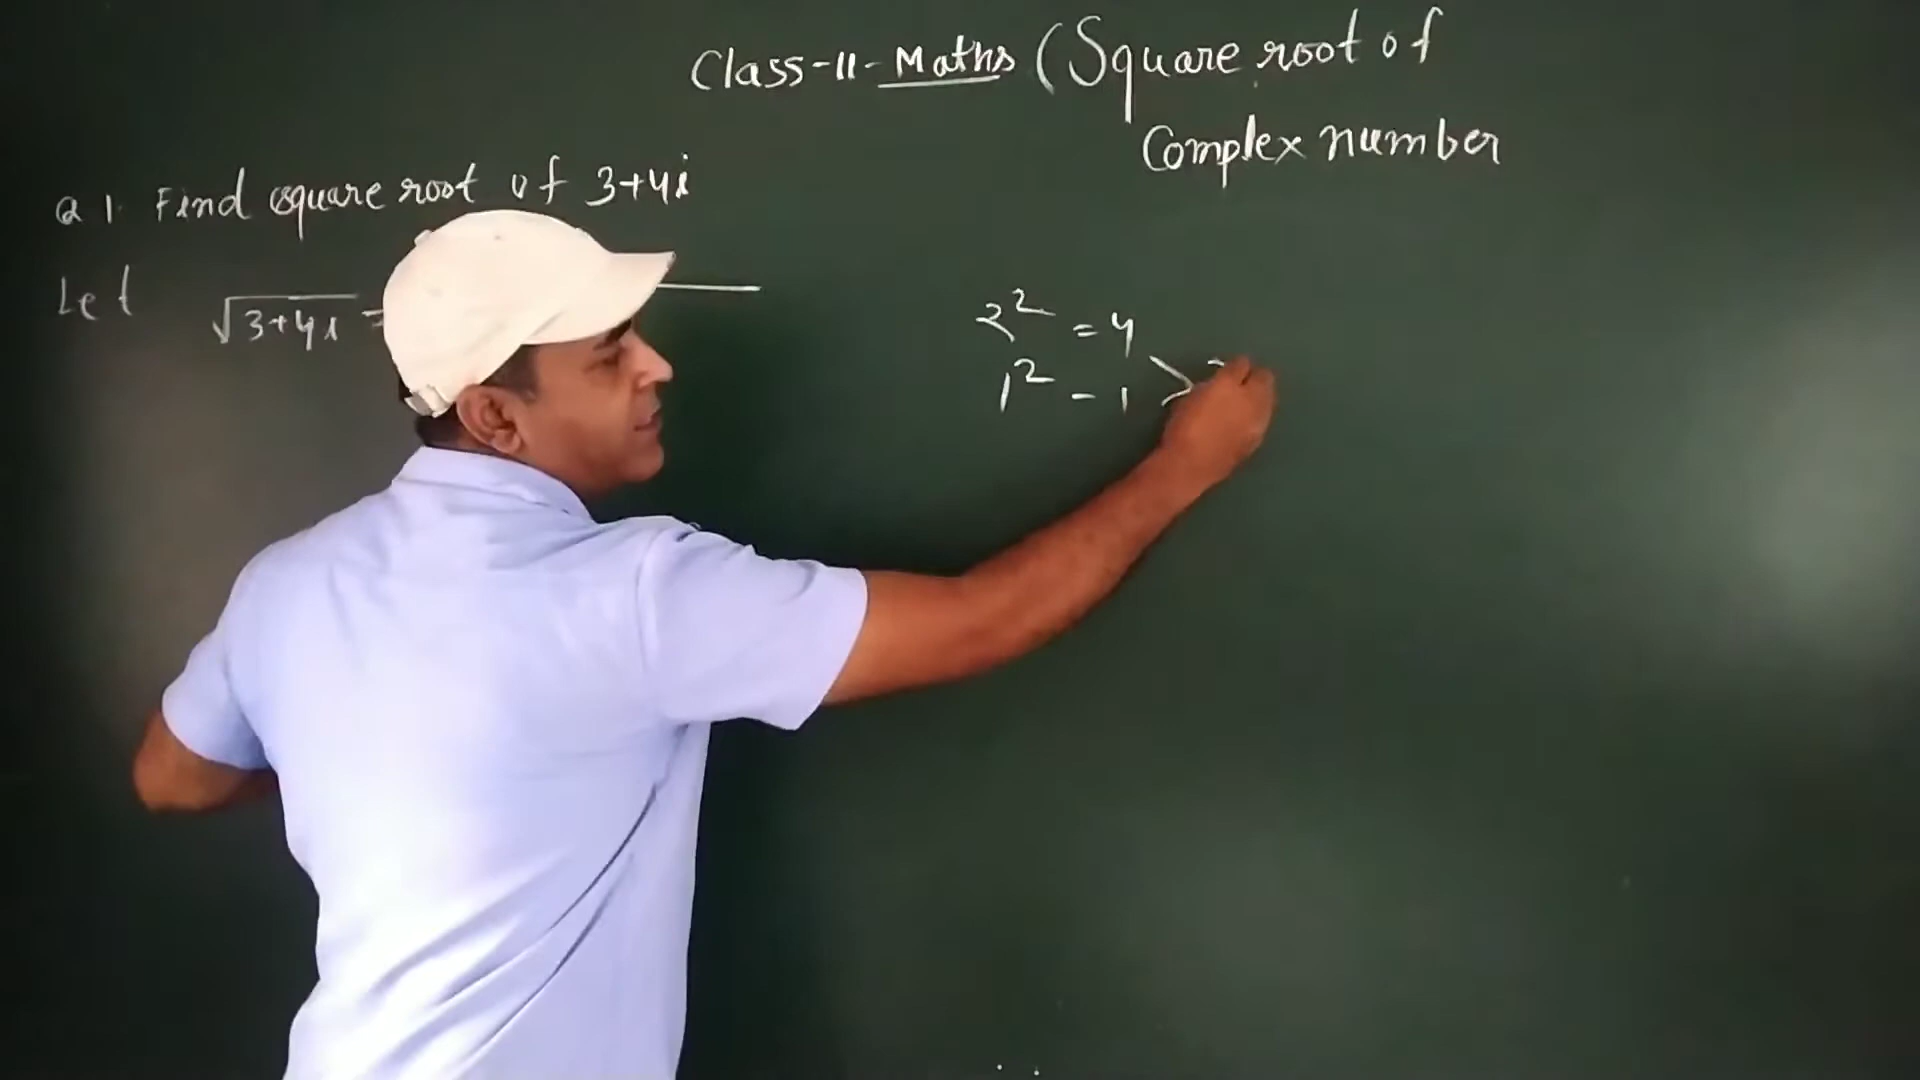 Class-11-Maths (Square root of
Complex number
Q 1. Find square root of 3+4i
Let √3+4i =
2² = 4
1² - 1